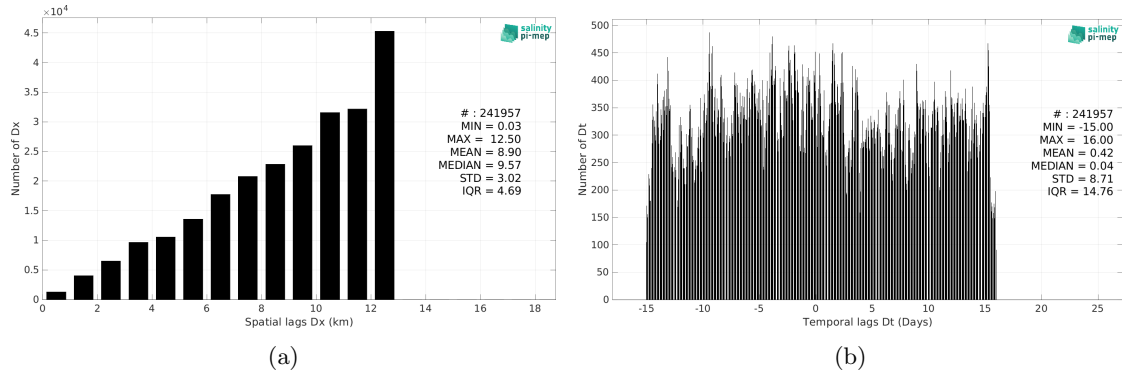 ×10⁴
4.5
4
3.5
3
2.5
2
1.5
1
0.5
0
Number of Dx
0 2 4 6 8 10 12 14 16 18
Spatial lags Dx (km)
salinity
pi-mep
# : 241957
MIN = 0.03
MAX = 12.50
MEAN = 8.90
MEDIAN = 9.57
STD = 3.02
IQR = 4.69
(a)
500
450
400
350
300
250
200
150
100
50
0
Number of Dt
-15 -10 -5 0 5 10 15 20 25
Temporal lags Dt (Days)
salinity
pi-mep
# : 241957
MIN = -15.00
MAX = 16.00
MEAN = 0.42
MEDIAN = 0.04
STD = 8.71
IQR = 14.76
(b)